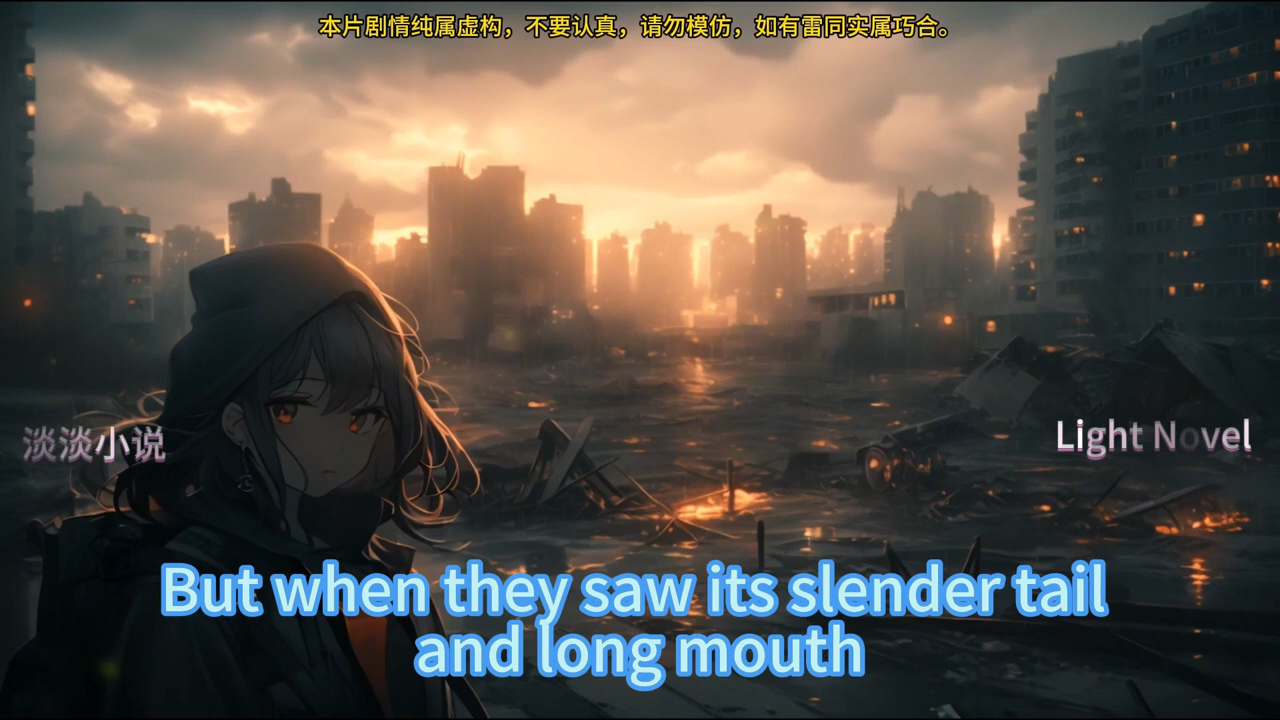 本片剧情纯属虚构，不要认真，请勿模仿，如有雷同实属巧合。
淡淡小说
Light Novel
But when they saw its slender tail
and long mouth